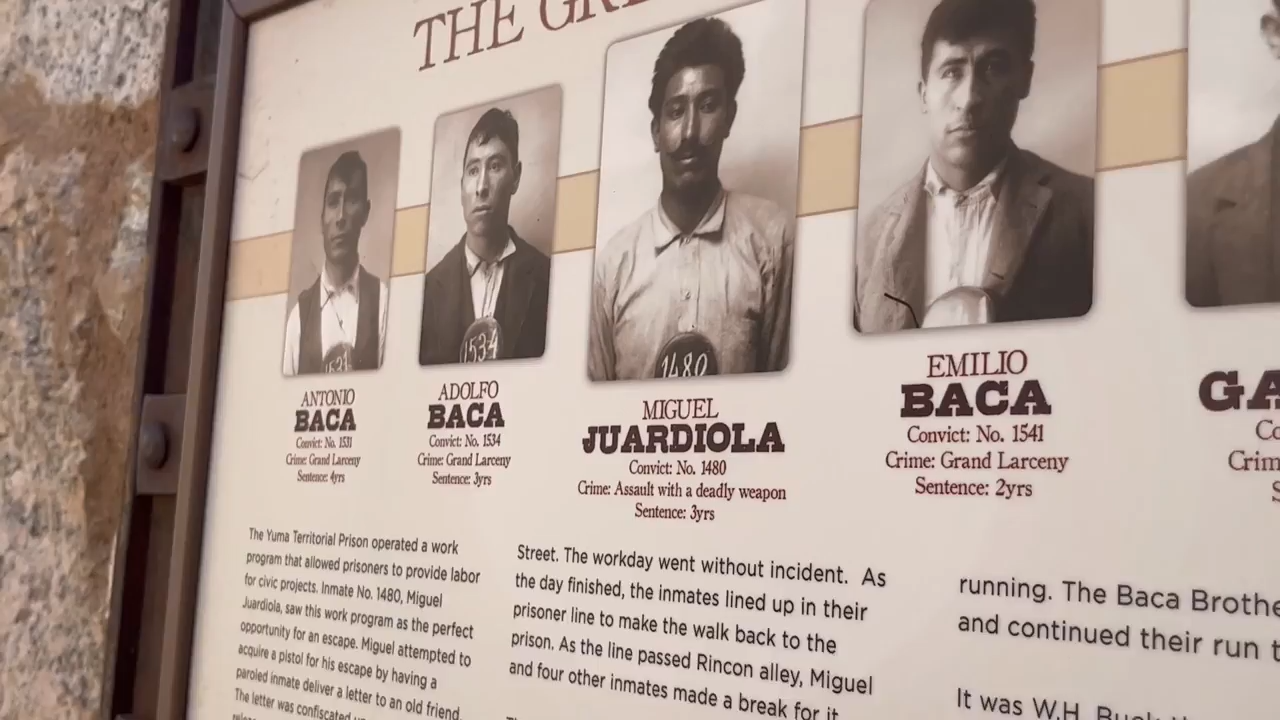 THE
1531
1534
1480
ANTONIO
BACA
Convict: No. 1531
Crime: Grand Larceny
Sentence: 4yrs
ADOLFO
BACA
Convict: No. 1534
Crime: Grand Larceny
Sentence: 3yrs
MIGUEL
JUARDIOLA
Convict: No. 1480
Crime: Assault with a deadly weapon
Sentence: 3yrs
EMILIO
BACA
Convict: No. 1541
Crime: Grand Larceny
Sentence: 2yrs
GA
Co
Crim
S
The Yuma Territorial Prison operated a work
program that allowed prisoners to provide labor
for civic projects. Inmate No. 1480, Miguel
Juardiola, saw this work program as the perfect
opportunity for an escape. Miguel attempted to
acquire a pistol for his escape by having a
paroled inmate deliver a letter to an old friend.
The letter was confiscated
Street. The workday went without incident. As
the day finished, the inmates lined up in their
prisoner line to make the walk back to the
prison. As the line passed Rincon alley, Miguel
and four other inmates made a break for it
running. The Baca Brothe
and continued their run t
It was W.H.